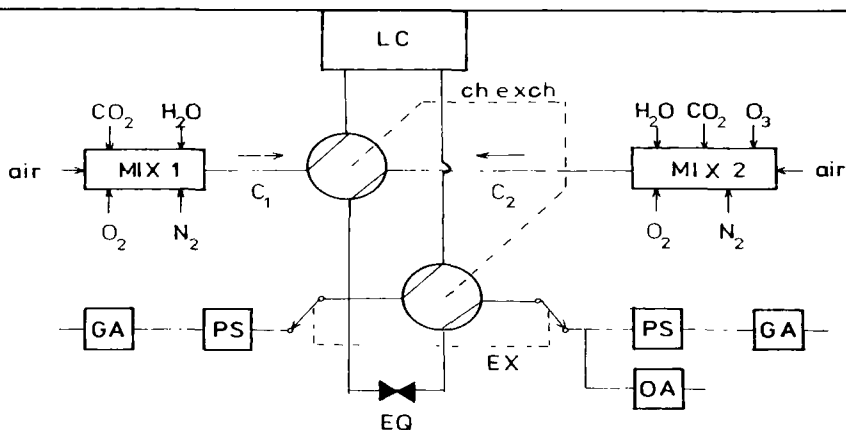 LC
ch exch
CO₂ H₂O
H₂O CO₂ O₃
air MIX 1
MIX 2 air
C₁ C₂
O₂ N₂
O₂ N₂
GA PS
PS GA
EX
OA
EQ